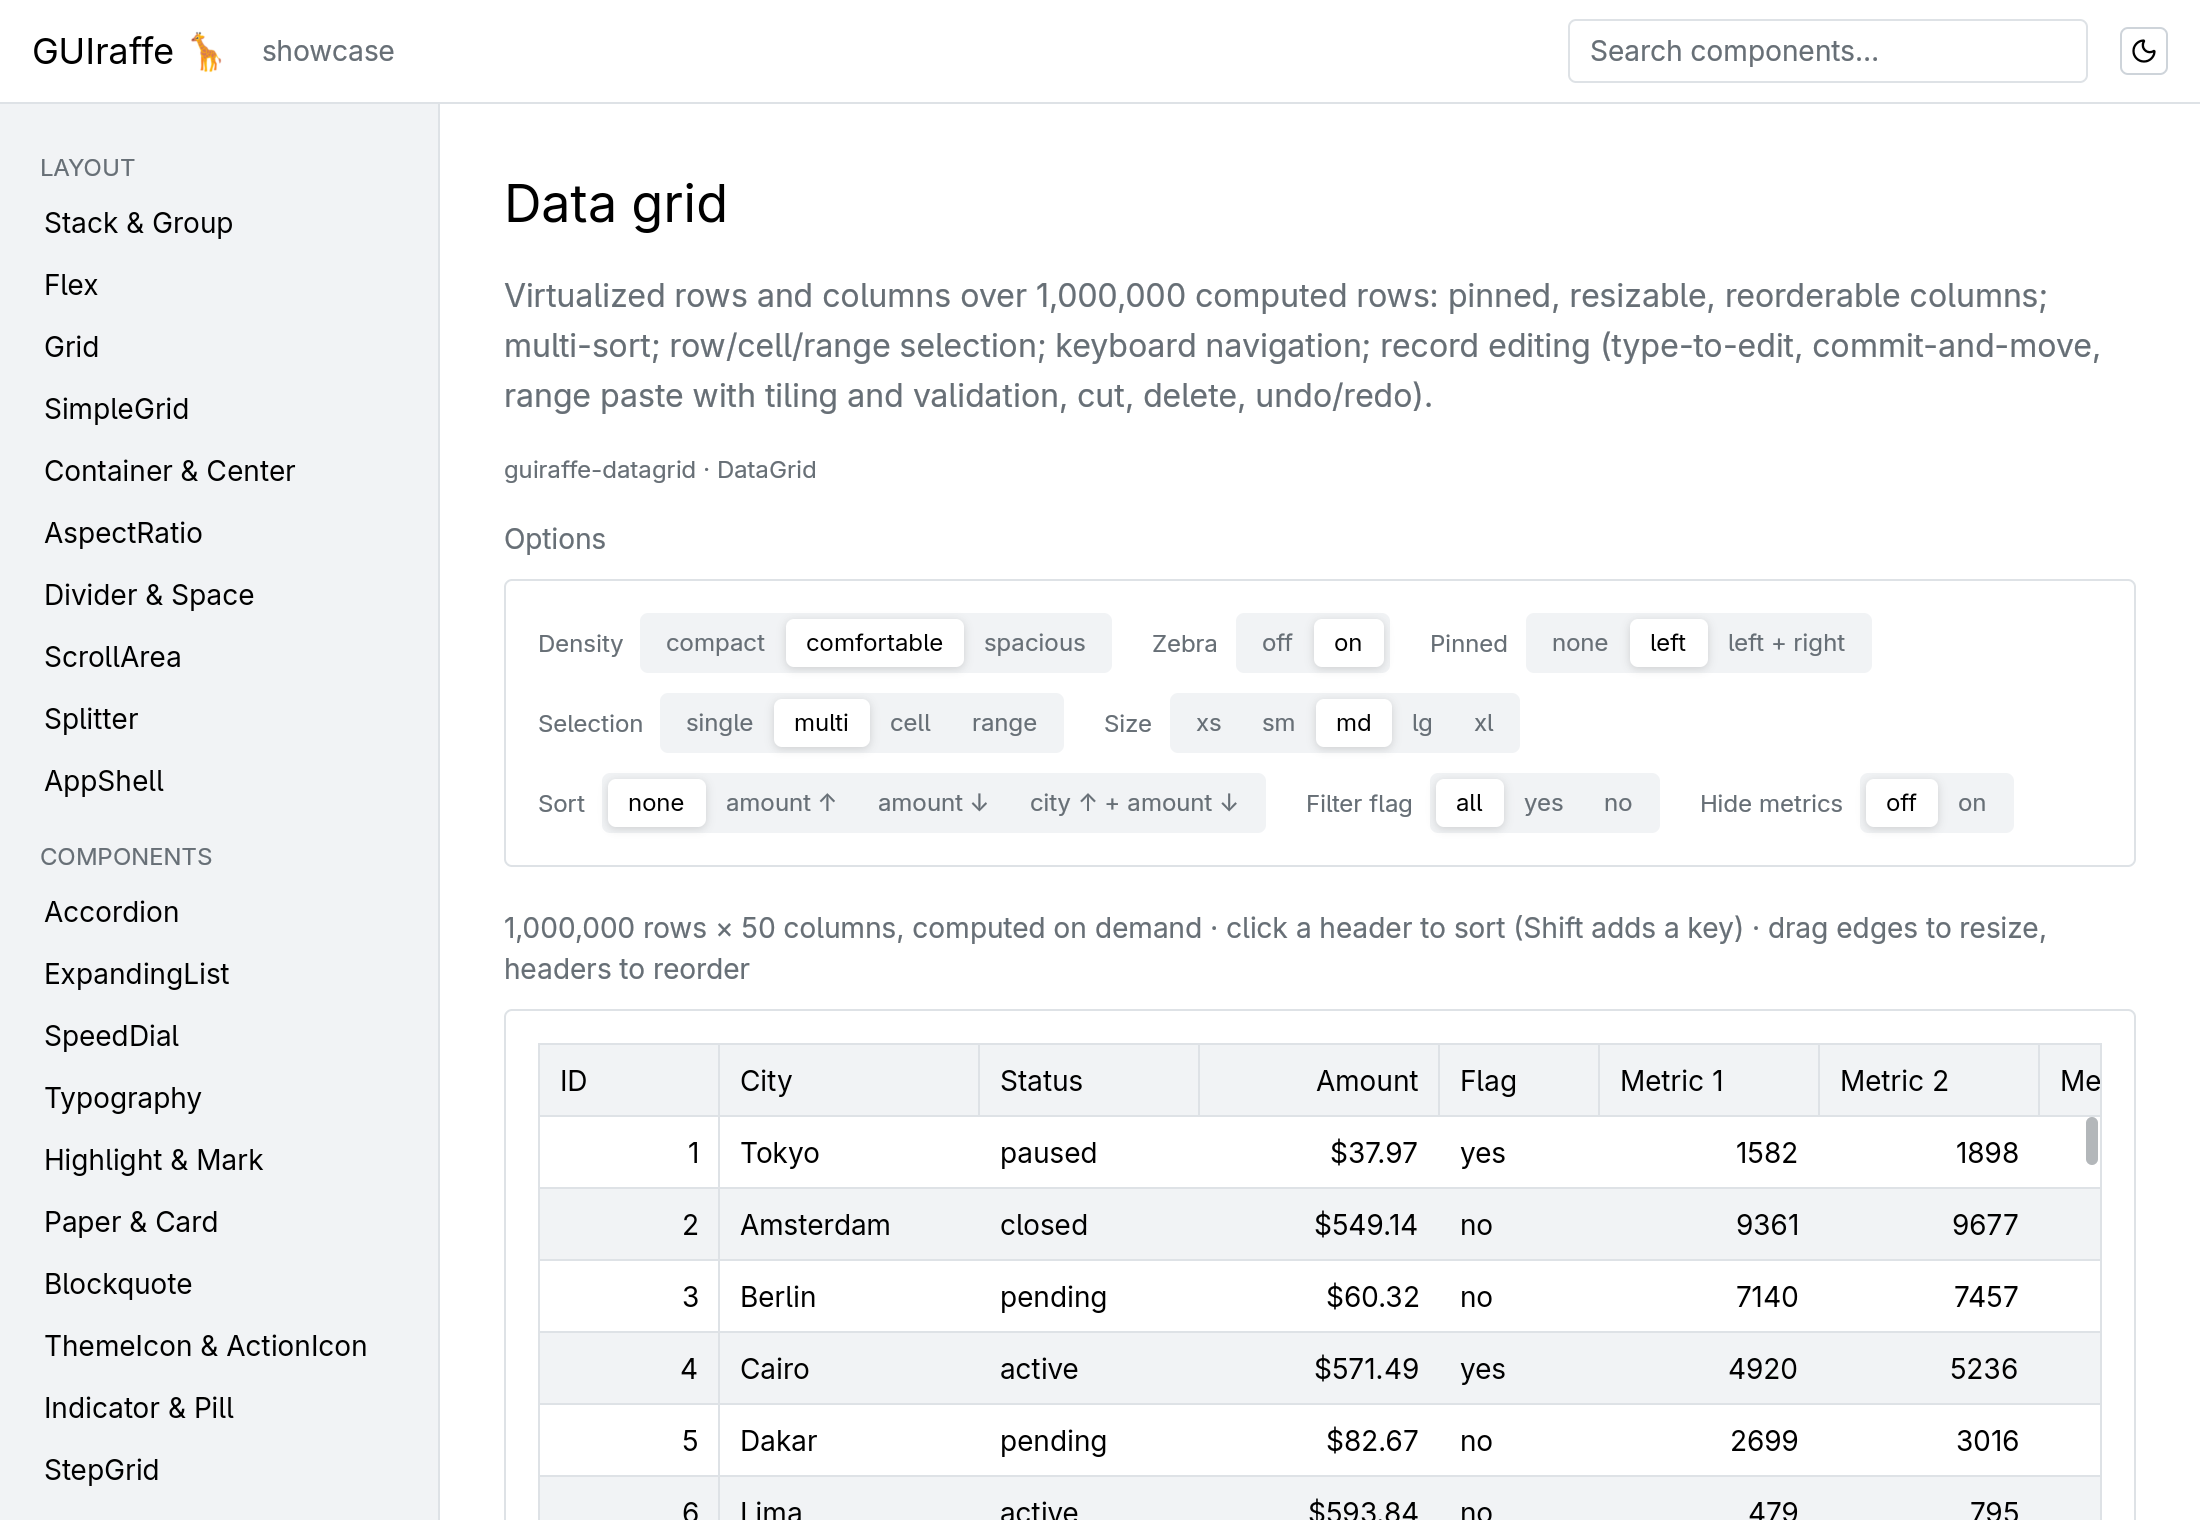 GUIraffe 🦒 showcase Search components...
LAYOUT
Stack & Group
Flex
Grid
SimpleGrid
Container & Center
AspectRatio
Divider & Space
ScrollArea
Splitter
AppShell
COMPONENTS
Accordion
ExpandingList
SpeedDial
Typography
Highlight & Mark
Paper & Card
Blockquote
ThemeIcon & ActionIcon
Indicator & Pill
StepGrid
Data grid
Virtualized rows and columns over 1,000,000 computed rows: pinned, resizable, reorderable columns;
multi-sort; row/cell/range selection; keyboard navigation; record editing (type-to-edit, commit-and-move,
range paste with tiling and validation, cut, delete, undo/redo).
guiraffe-datagrid · DataGrid
Options
Density compact comfortable spacious Zebra off on Pinned none left left + right
Selection single multi cell range Size xs sm md lg xl
Sort none amount ↑ amount ↓ city ↑ + amount ↓ Filter flag all yes no Hide metrics off on
1,000,000 rows × 50 columns, computed on demand · click a header to sort (Shift adds a key) · drag edges to resize,
headers to reorder
ID City Status Amount Flag Metric 1 Metric 2 Me
1 Tokyo paused $37.97 yes 1582 1898
2 Amsterdam closed $549.14 no 9361 9677
3 Berlin pending $60.32 no 7140 7457
4 Cairo active $571.49 yes 4920 5236
5 Dakar pending $82.67 no 2699 3016
6 Lima active $593.84 no 479 795